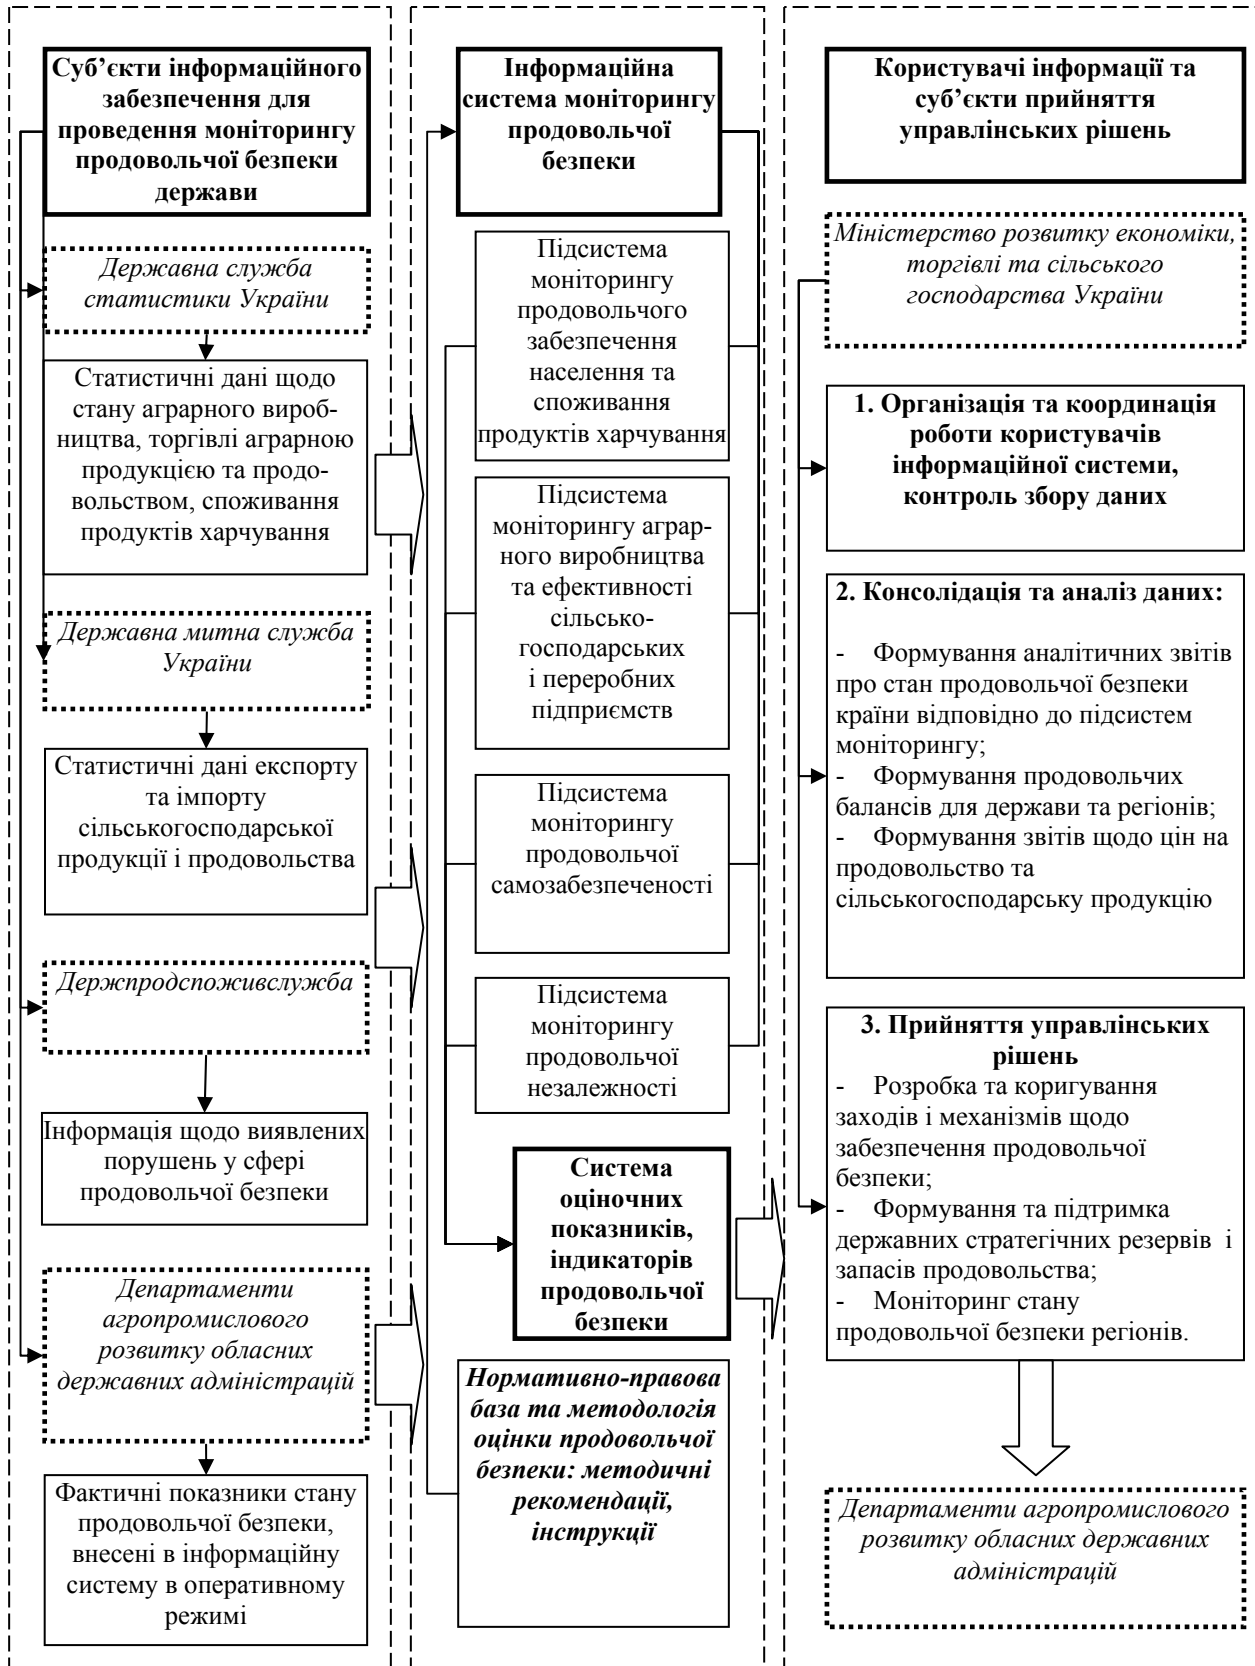 Суб’єкти інформаційного
забезпечення для
проведення моніторингу
продовольчої безпеки
держави
Державна служба
статистики України
Статистичні дані щодо
стану аграрного вироб-
ництва, торгівлі аграрною
продукцією та продо-
вольством, споживання
продуктів харчування
Державна митна служба
України
Статистичні дані експорту
та імпорту
сільськогосподарської
продукції і продовольства
Держпродспоживслужба
Інформація щодо виявлених
порушень у сфері
продовольчої безпеки
Департаменти
агропромислового
розвитку обласних
державних адміністрацій
Фактичні показники стану
продовольчої безпеки,
внесені в інформаційну
систему в оперативному
режимі
Інформаційна
система моніторингу
продовольчої
безпеки
Підсистема
моніторингу
продовольчого
забезпечення
населення та
споживання
продуктів харчування
Підсистема
моніторингу аграр-
ного виробництва
та ефективності
сільсько-
господарських
і переробних
підприємств
Підсистема
моніторингу
продовольчої
самозабезпеченості
Підсистема
моніторингу
продовольчої
незалежності
Система
оціночних
показників,
індикаторів
продовольчої
безпеки
Нормативно-правова
база та методологія
оцінки продовольчої
безпеки: методичні
рекомендації,
інструкції
Користувачі інформації та
суб’єкти прийняття
управлінських рішень
Міністерство розвитку економіки,
торгівлі та сільського
господарства України
1. Організація та координація
роботи користувачів
інформаційної системи,
контроль збору даних
2. Консолідація та аналіз даних:
- Формування аналітичних звітів
про стан продовольчої безпеки
країни відповідно до підсистем
моніторингу;
- Формування продовольчих
балансів для держави та регіонів;
- Формування звітів щодо цін на
продовольство та
сільськогосподарську продукцію
3. Прийняття управлінських
рішень
- Розробка та коригування
заходів і механізмів щодо
забезпечення продовольчої
безпеки;
- Формування та підтримка
державних стратегічних резервів і
запасів продовольства;
- Моніторинг стану
продовольчої безпеки регіонів.
Департаменти агропромислового
розвитку обласних державних
адміністрацій